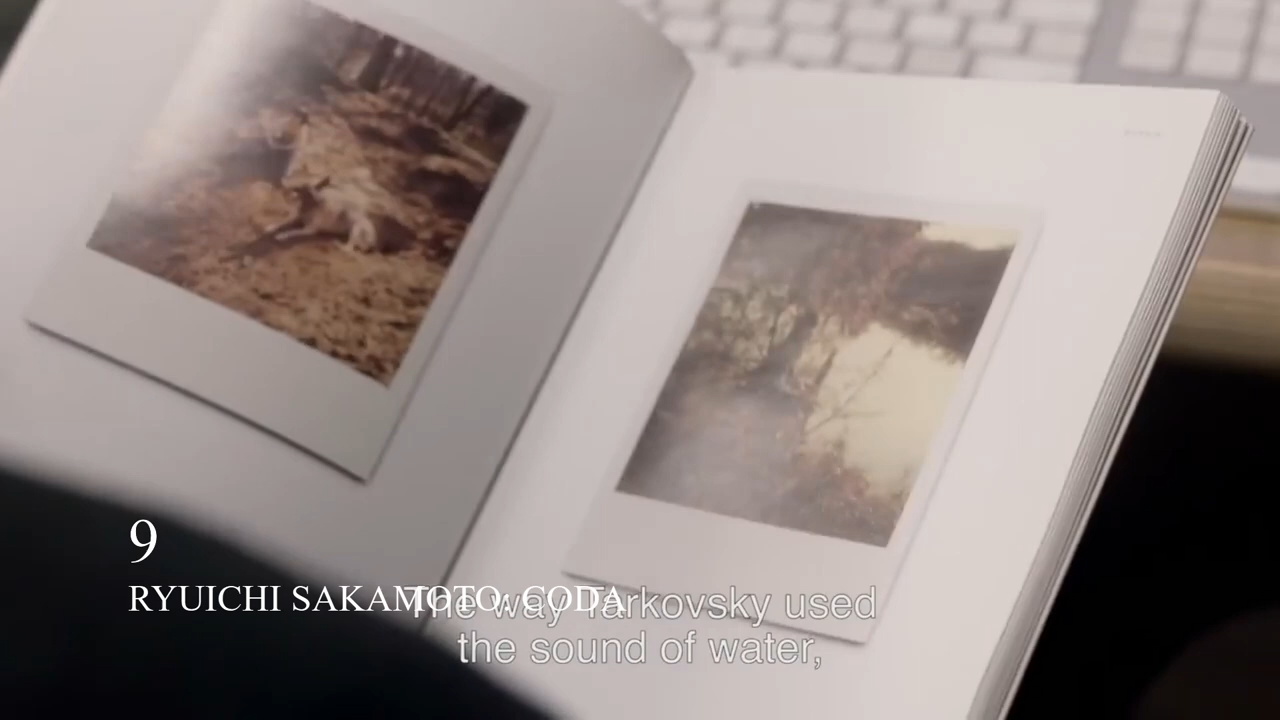 9
RYUICHI SAKAMOTO: CODA
The way Tarkovsky used
the sound of water,